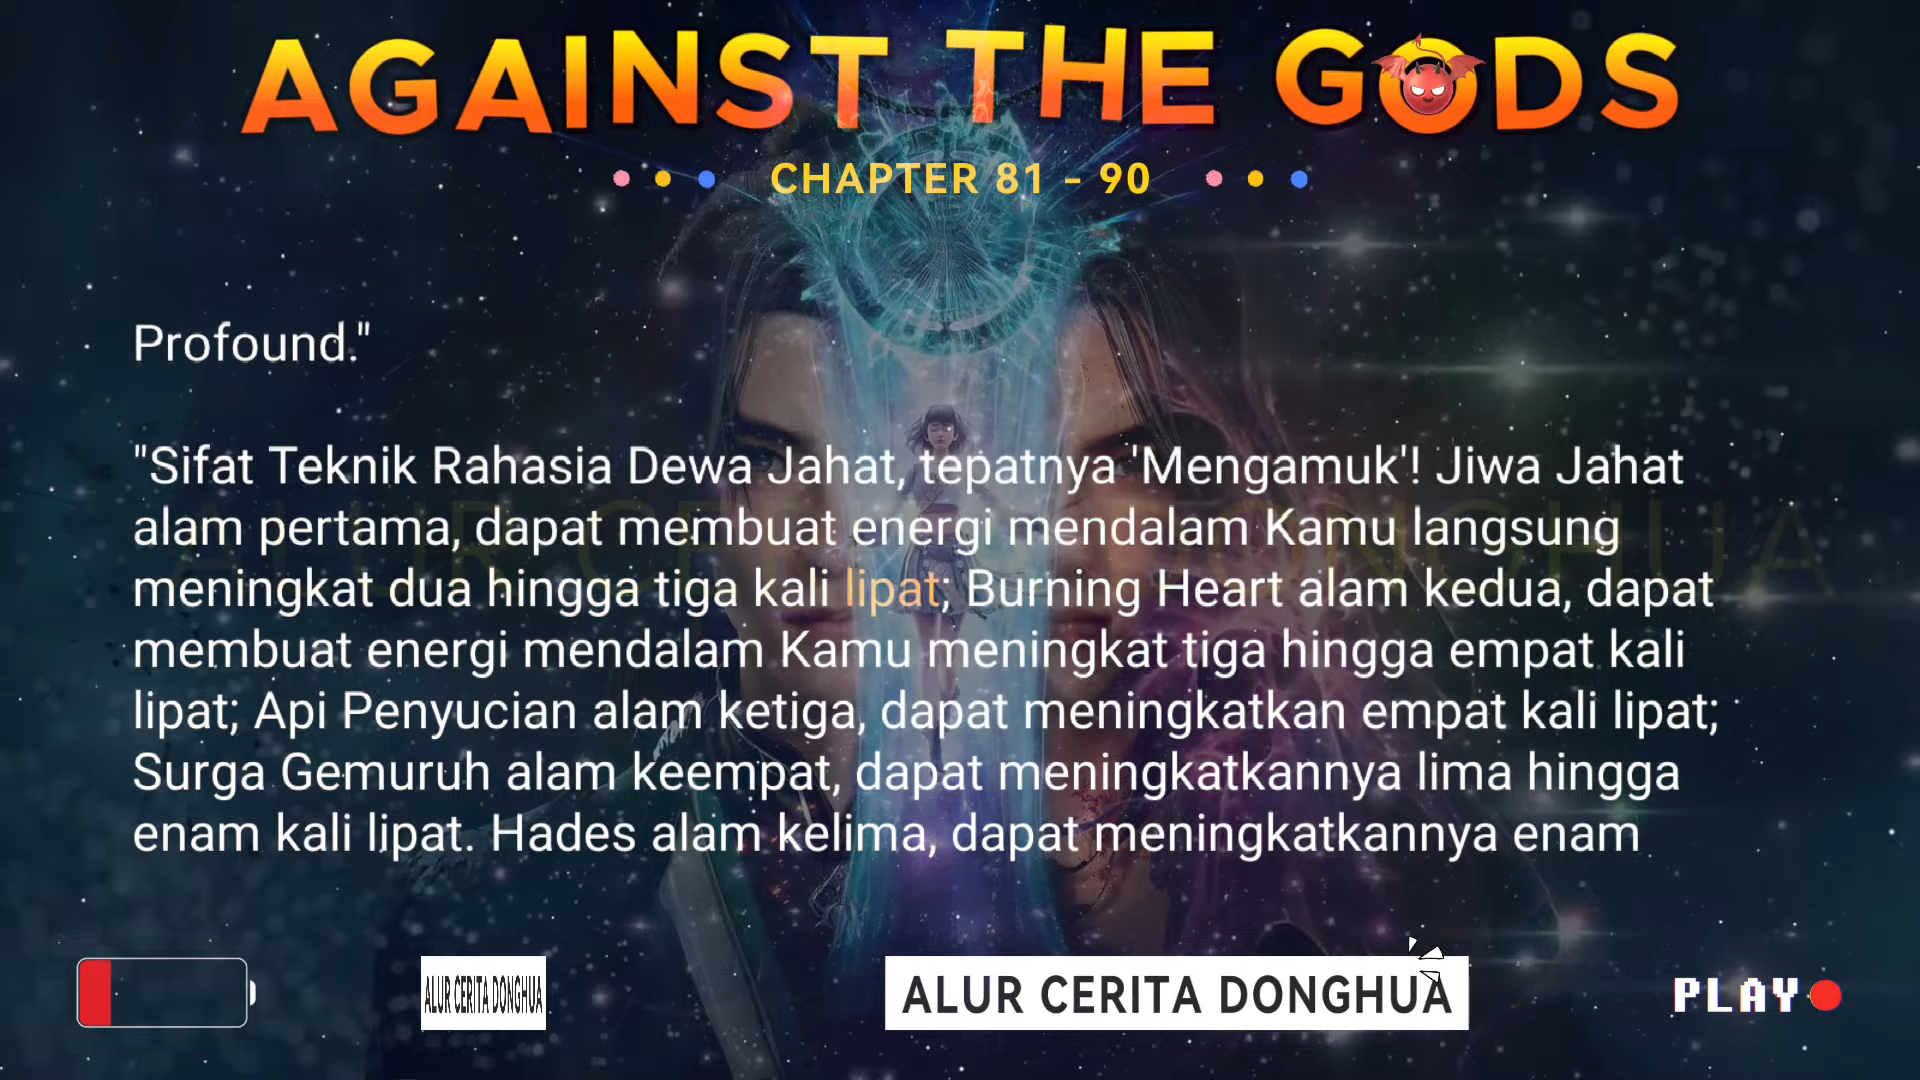 AGAINST THE GODS
CHAPTER 81 - 90
Profound."
"Sifat Teknik Rahasia Dewa Jahat, tepatnya 'Mengamuk'! Jiwa Jahat
alam pertama, dapat membuat energi mendalam Kamu langsung
meningkat dua hingga tiga kali lipat; Burning Heart alam kedua, dapat
membuat energi mendalam Kamu meningkat tiga hingga empat kali
lipat; Api Penyucian alam ketiga, dapat meningkatkan empat kali lipat;
Surga Gemuruh alam keempat, dapat meningkatkannya lima hingga
enam kali lipat. Hades alam kelima, dapat meningkatkannya enam
ALUR CERITA DONGHUA
ALUR CERITA DONGHUA
ALUR CERITA DONGHUA
PLAY